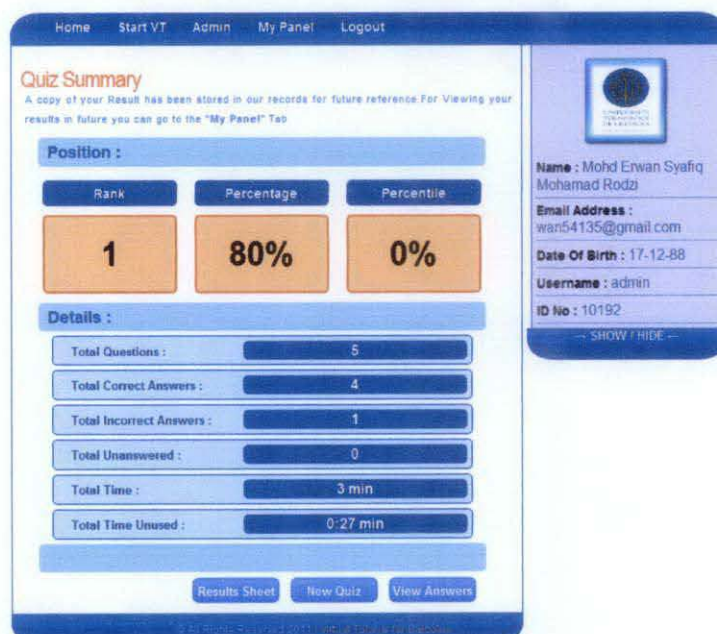 Home Start VT Admin My Panel Logout
Quiz Summary
A copy of your Result has been stored in our records for future reference.For Viewing your
results in future you can go to the "My Panel" Tab
Position :
Rank Percentage Percentile
1 80% 0%
Details :
Total Questions : 5
Total Correct Answers : 4
Total Incorrect Answers : 1
Total Unanswered : 0
Total Time : 3 min
Total Time Unused : 0:27 min
Results Sheet New Quiz View Answers
Name : Mohd Erwan Syafiq
Mohamad Rodzi
Email Address :
wan54135@gmail.com
Date Of Birth : 17-12-88
Username : admin
ID No : 10192
--- SHOW / HIDE ---